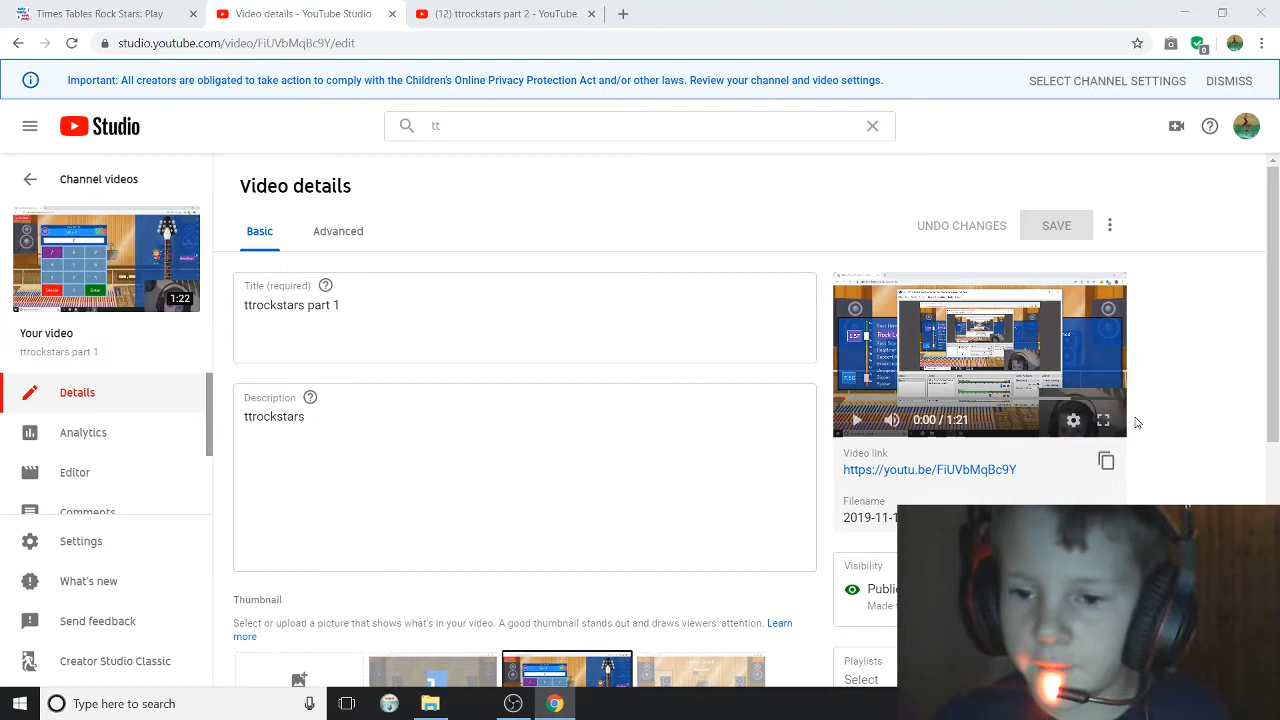 Times Tables Rock Stars: Play
Video details - YouTube Studio
(12) ttrockstars part 2 - YouTube
studio.youtube.com/video/FiUVbMqBc9Y/edit
0
Important: All creators are obligated to take action to comply with the Children's Online Privacy Protection Act and/or other laws. Review your channel and video settings.
SELECT CHANNEL SETTINGS
DISMISS
Studio
tt
Channel videos
Video details
Basic
Advanced
UNDO CHANGES
SAVE
Delete
Enter
1:22
Your video
ttrockstars part 1
Details
Analytics
Editor
Comments
Settings
What's new
Send feedback
Creator Studio Classic
Title (required)
ttrockstars part 1
Description
ttrockstars
Thumbnail
Select or upload a picture that shows what's in your video. A good thumbnail stands out and draws viewers' attention. Learn
more
0:00 / 1:21
Video link
https://youtu.be/FiUVbMqBc9Y
Filename
2019-11-1
Visibility
Publi
Made
Playlists
Select
Type here to search